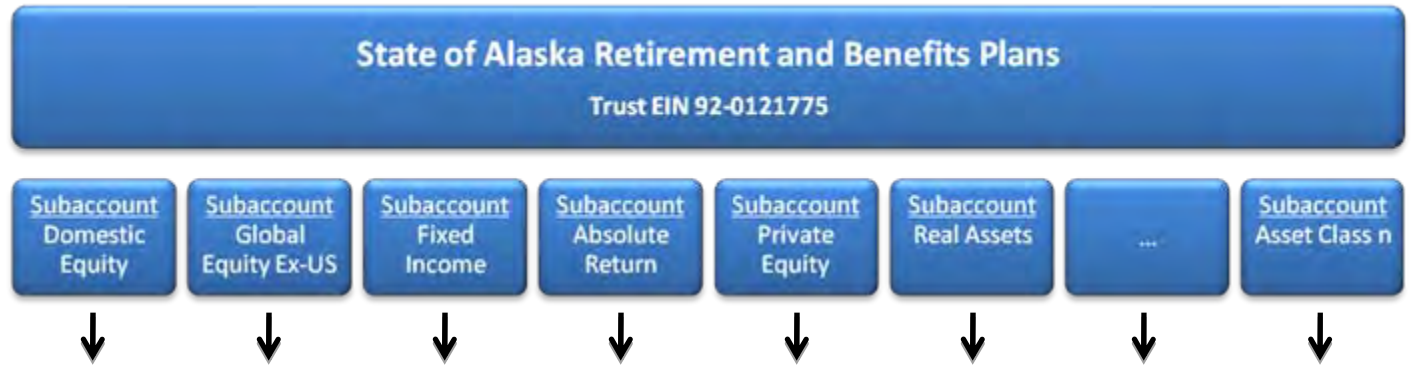 State of Alaska Retirement and Benefits Plans
Trust EIN 92-0121775
Subaccount
Domestic
Equity
Subaccount
Global
Equity Ex-US
Subaccount
Fixed
Income
Subaccount
Absolute
Return
Subaccount
Private
Equity
Subaccount
Real Assets
...
Subaccount
Asset Class n